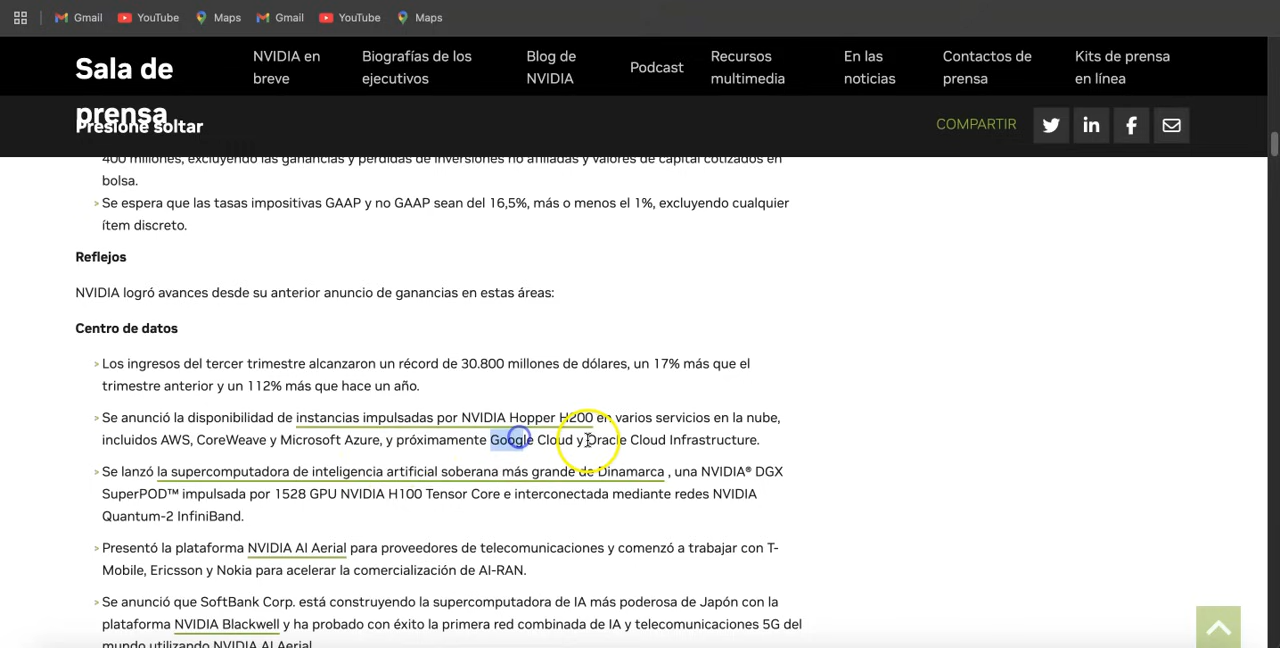 Gmail YouTube Maps Gmail YouTube Maps
Sala de prensa
NVIDIA en breve
Biografías de los ejecutivos
Blog de NVIDIA
Podcast
Recursos multimedia
En las noticias
Contactos de prensa
Kits de prensa en línea
Presione soltar
COMPARTIR
400 millones, excluyendo las ganancias y pérdidas de inversiones no afiliadas y valores de capital cotizados en
bolsa.
Se espera que las tasas impositivas GAAP y no GAAP sean del 16,5%, más o menos el 1%, excluyendo cualquier
ítem discreto.
Reflejos
NVIDIA logró avances desde su anterior anuncio de ganancias en estas áreas:
Centro de datos
Los ingresos del tercer trimestre alcanzaron un récord de 30.800 millones de dólares, un 17% más que el
trimestre anterior y un 112% más que hace un año.
Se anunció la disponibilidad de instancias impulsadas por NVIDIA Hopper H200 en varios servicios en la nube,
incluidos AWS, CoreWeave y Microsoft Azure, y próximamente Google Cloud y Oracle Cloud Infrastructure.
Se lanzó la supercomputadora de inteligencia artificial soberana más grande de Dinamarca , una NVIDIA® DGX
SuperPOD™ impulsada por 1528 GPU NVIDIA H100 Tensor Core e interconectada mediante redes NVIDIA
Quantum-2 InfiniBand.
Presentó la plataforma NVIDIA AI Aerial para proveedores de telecomunicaciones y comenzó a trabajar con T-
Mobile, Ericsson y Nokia para acelerar la comercialización de AI-RAN.
Se anunció que SoftBank Corp. está construyendo la supercomputadora de IA más poderosa de Japón con la
plataforma NVIDIA Blackwell y ha probado con éxito la primera red combinada de IA y telecomunicaciones 5G del
mundo utilizando NVIDIA AI Aerial.